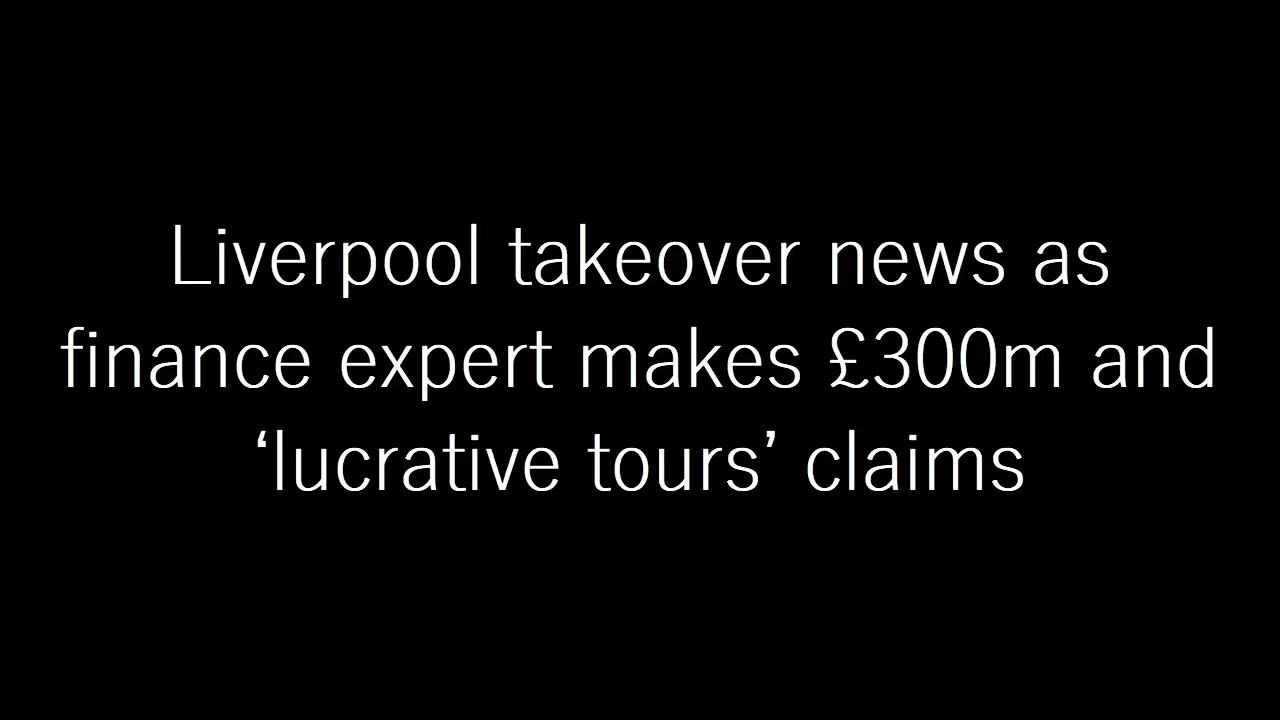 Liverpool takeover news as
finance expert makes £300m and
‘lucrative tours’ claims